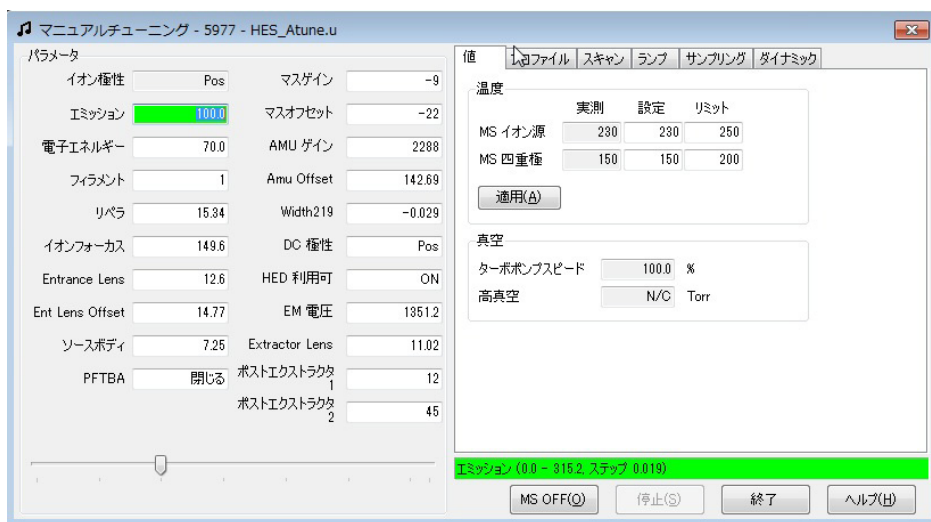 マニュアルチューニング - 5977 - HES_Atune.u
パラメータ
イオン極性 Pos マスゲイン -9
エミッション 100.0 マスオフセット -22
電子エネルギー 70.0 AMU ゲイン 2288
フィラメント 1 Amu Offset 142.69
リペラ 15.34 Width219 -0.029
イオンフォーカス 149.6 DC 極性 Pos
Entrance Lens 12.6 HED 利用可 ON
Ent Lens Offset 14.77 EM 電圧 1351.2
ソースボディ 7.25 Extractor Lens 11.02
PFTBA 閉じる ポストエクストラクタ 1 12
ポストエクストラクタ 2 45
値 ファイル スキャン ランプ サンプリング ダイナミック
温度
実測 設定 リミット
MS イオン源 230 230 250
MS 四重極 150 150 200
適用(A)
真空
ターボポンプスピード 100.0 %
高真空 N/C Torr
エミッション (0.0 - 315.2, ステップ 0.019)
MS OFF(O) 停止(S) 終了 ヘルプ(H)